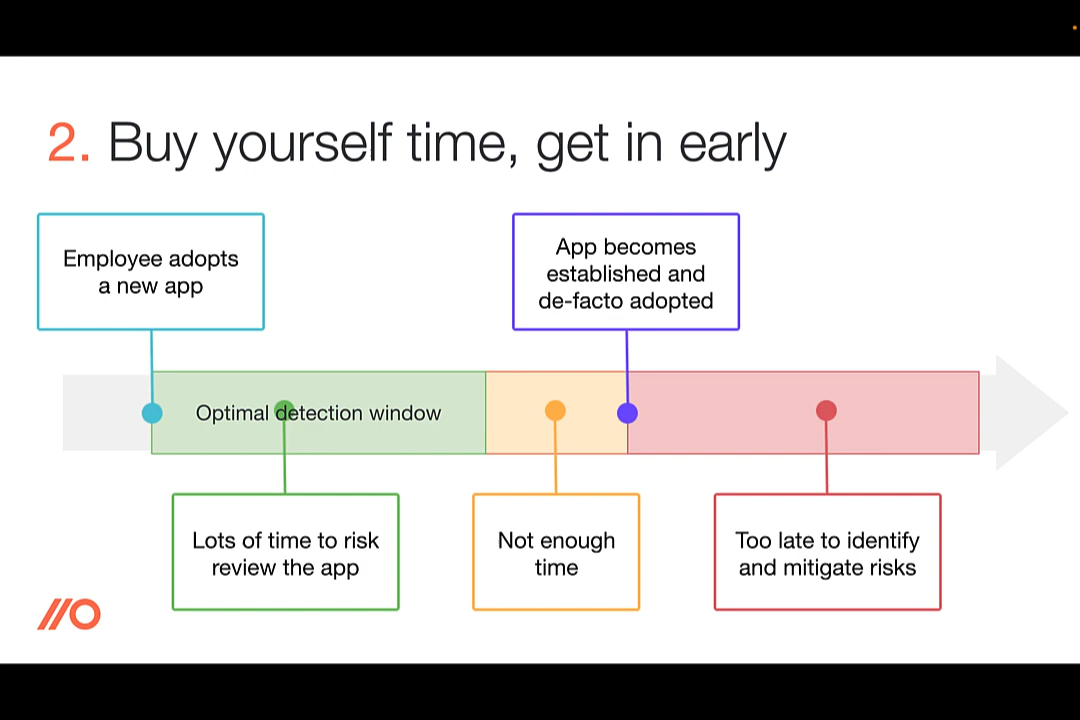 2. Buy yourself time, get in early
Employee adopts
a new app
App becomes
established and
de-facto adopted
Optimal detection window
Lots of time to risk
review the app
Not enough
time
Too late to identify
and mitigate risks